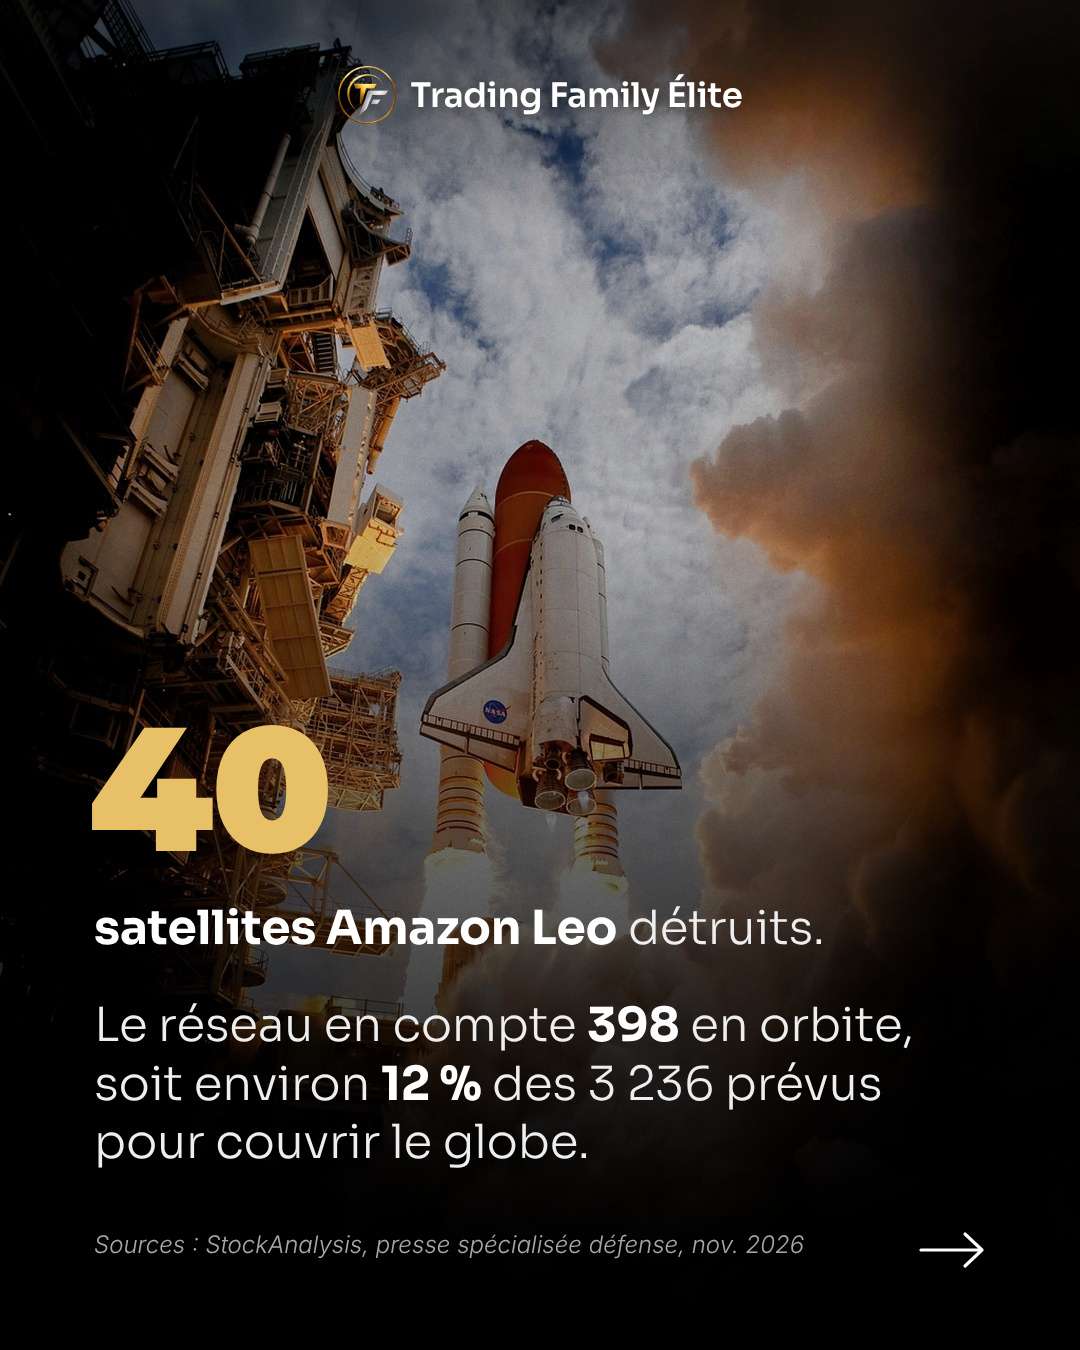 Trading Family Élite
NASA
40
satellites Amazon Leo détruits.
Le réseau en compte 398 en orbite,
soit environ 12 % des 3 236 prévus
pour couvrir le globe.
Sources : StockAnalysis, presse spécialisée défense, nov. 2026